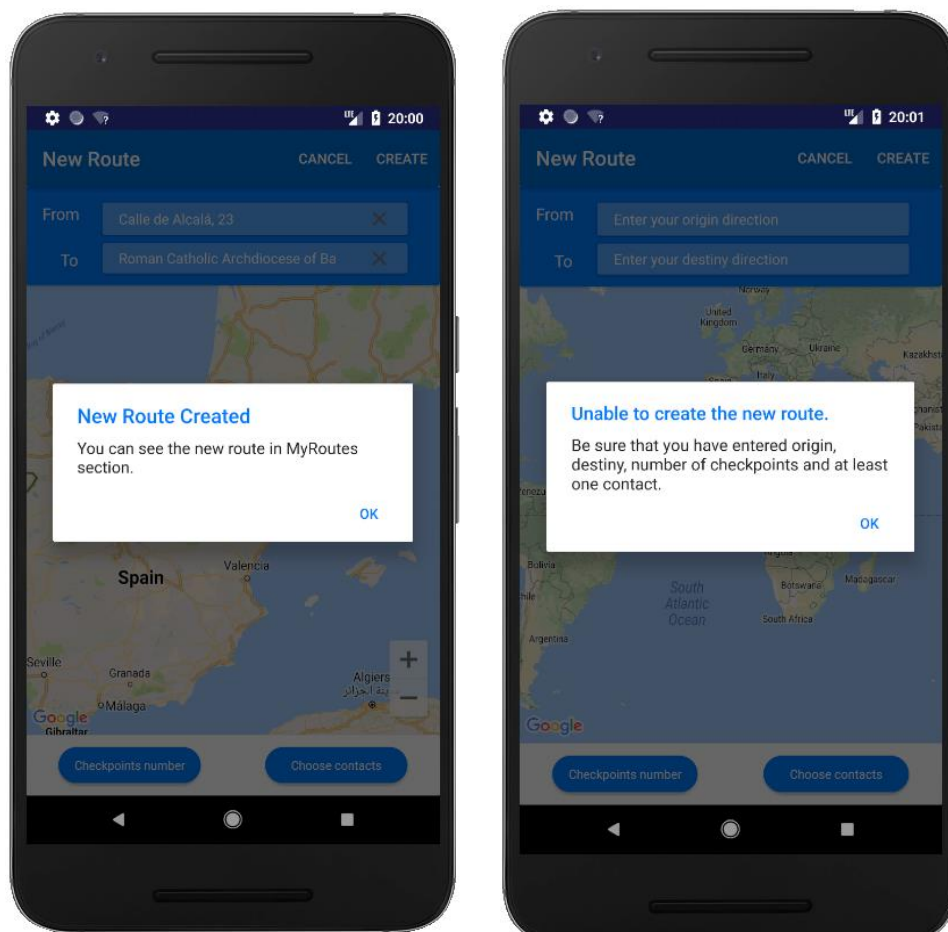 LTE 20:00
New Route CANCEL CREATE
From Calle de Alcalá, 23
To Roman Catholic Archdiocese of Ba
New Route Created
You can see the new route in MyRoutes
section.
OK
Spain
Valencia
Seville
Granada
Málaga
Algiers
Google
Gibraltar
Checkpoints number Choose contacts
LTE 20:01
New Route CANCEL CREATE
From Enter your origin direction
To Enter your destiny direction
Norway
United
Kingdom
Germany
Ukraine
Kazakhst
Italy
Unable to create the new route.
Be sure that you have entered origin,
destiny, number of checkpoints and at least
one contact.
OK
Bolivia
Botswana
Madagascar
South
Atlantic
Ocean
South Africa
Argentina
Google
Checkpoints number Choose contacts